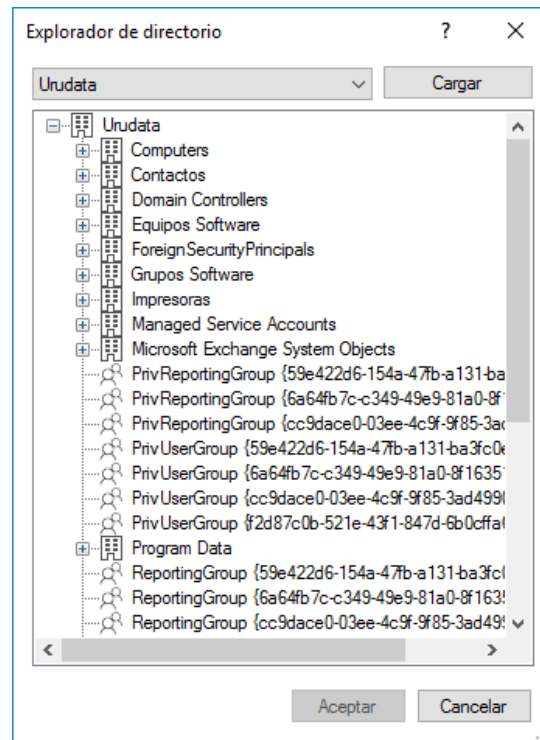 Explorador de directorio
?
Urudata
Cargar
Urudata
Computers
Contactos
Domain Controllers
Equipos Software
ForeignSecurityPrincipals
Grupos Software
Impresoras
Managed Service Accounts
Microsoft Exchange System Objects
PrivReportingGroup {59e422d6-154a-47fb-a131-ba
PrivReportingGroup {6a64fb7c-c349-49e9-81a0-8f
PrivReportingGroup {cc9dace0-03ee-4c9f-9f85-3a
PrivUserGroup {59e422d6-154a-47fb-a131-ba3fc0
PrivUserGroup {6a64fb7c-c349-49e9-81a0-8f1635
PrivUserGroup {cc9dace0-03ee-4c9f-9f85-3ad499
PrivUserGroup {f2d87c0b-521e-43f1-847d-6b0cffa
Program Data
ReportingGroup {59e422d6-154a-47fb-a131-ba3fc
ReportingGroup {6a64fb7c-c349-49e9-81a0-8f163
ReportingGroup {cc9dace0-03ee-4c9f-9f85-3ad49
Aceptar
Cancelar